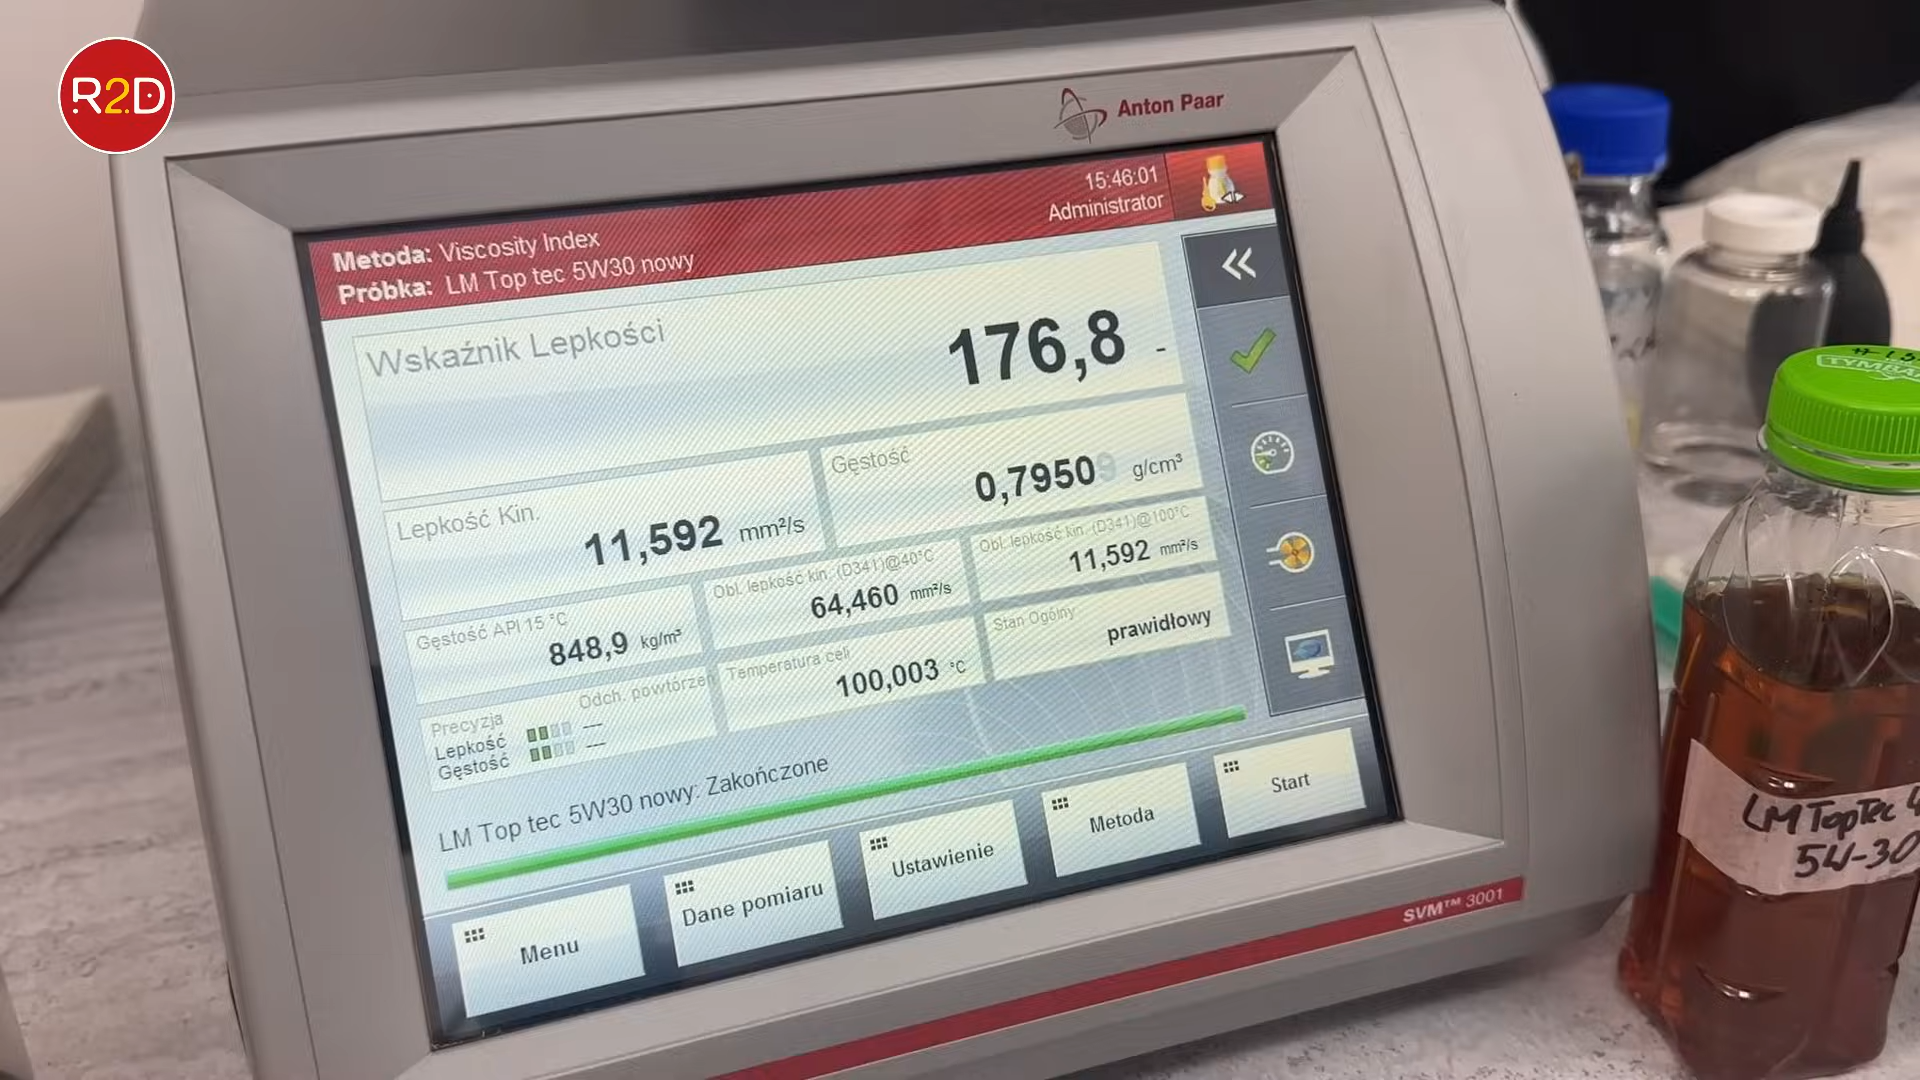 R2D
Anton Paar
15:46:01
Administrator
Metoda: Viscosity Index
Próbka: LM Top tec 5W30 nowy
Wskaźnik Lepkości
176,8 -
Lepkość Kin.
11,592 mm²/s
Gęstość
0,79509 g/cm³
Gęstość API 15 °C
848,9 kg/m³
Obl. lepkość kin. (D341)@40°C
64,460 mm²/s
Obl. lepkość kin. (D341)@100°C
11,592 mm²/s
Precyzja
Odch. powtórzeń
Lepkość ---
Gęstość ---
Temperatura celi
100,003 °C
Stan Ogólny
prawidłowy
LM Top tec 5W30 nowy: Zakończone
Menu
Dane pomiaru
Ustawienie
Metoda
Start
SVM™ 3001
LM TopTec 4
5W-30